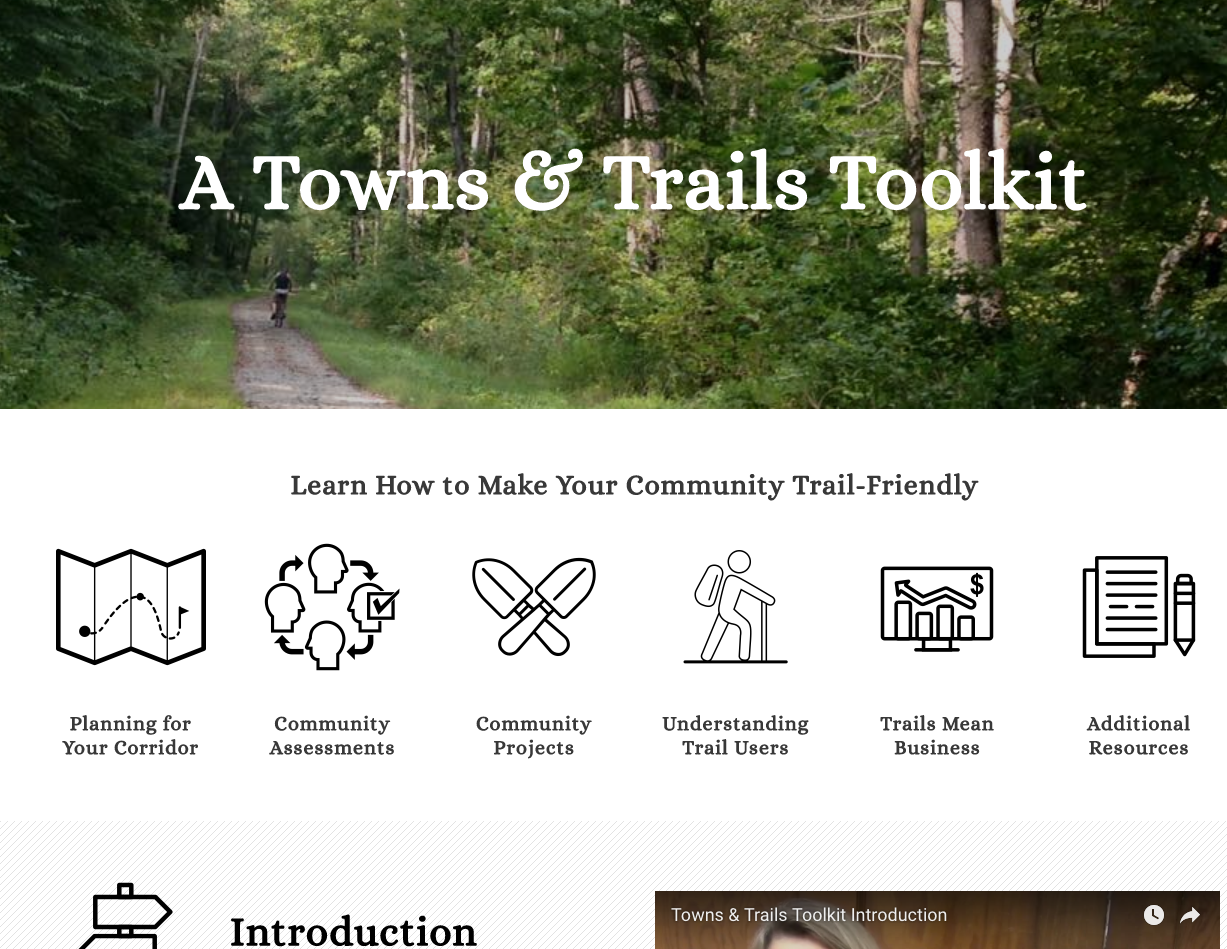 A Towns & Trails Toolkit
Learn How to Make Your Community Trail-Friendly
Planning for
Your Corridor
Community
Assessments
Community
Projects
Understanding
Trail Users
$
Trails Mean
Business
Additional
Resources
Introduction
Towns & Trails Toolkit Introduction